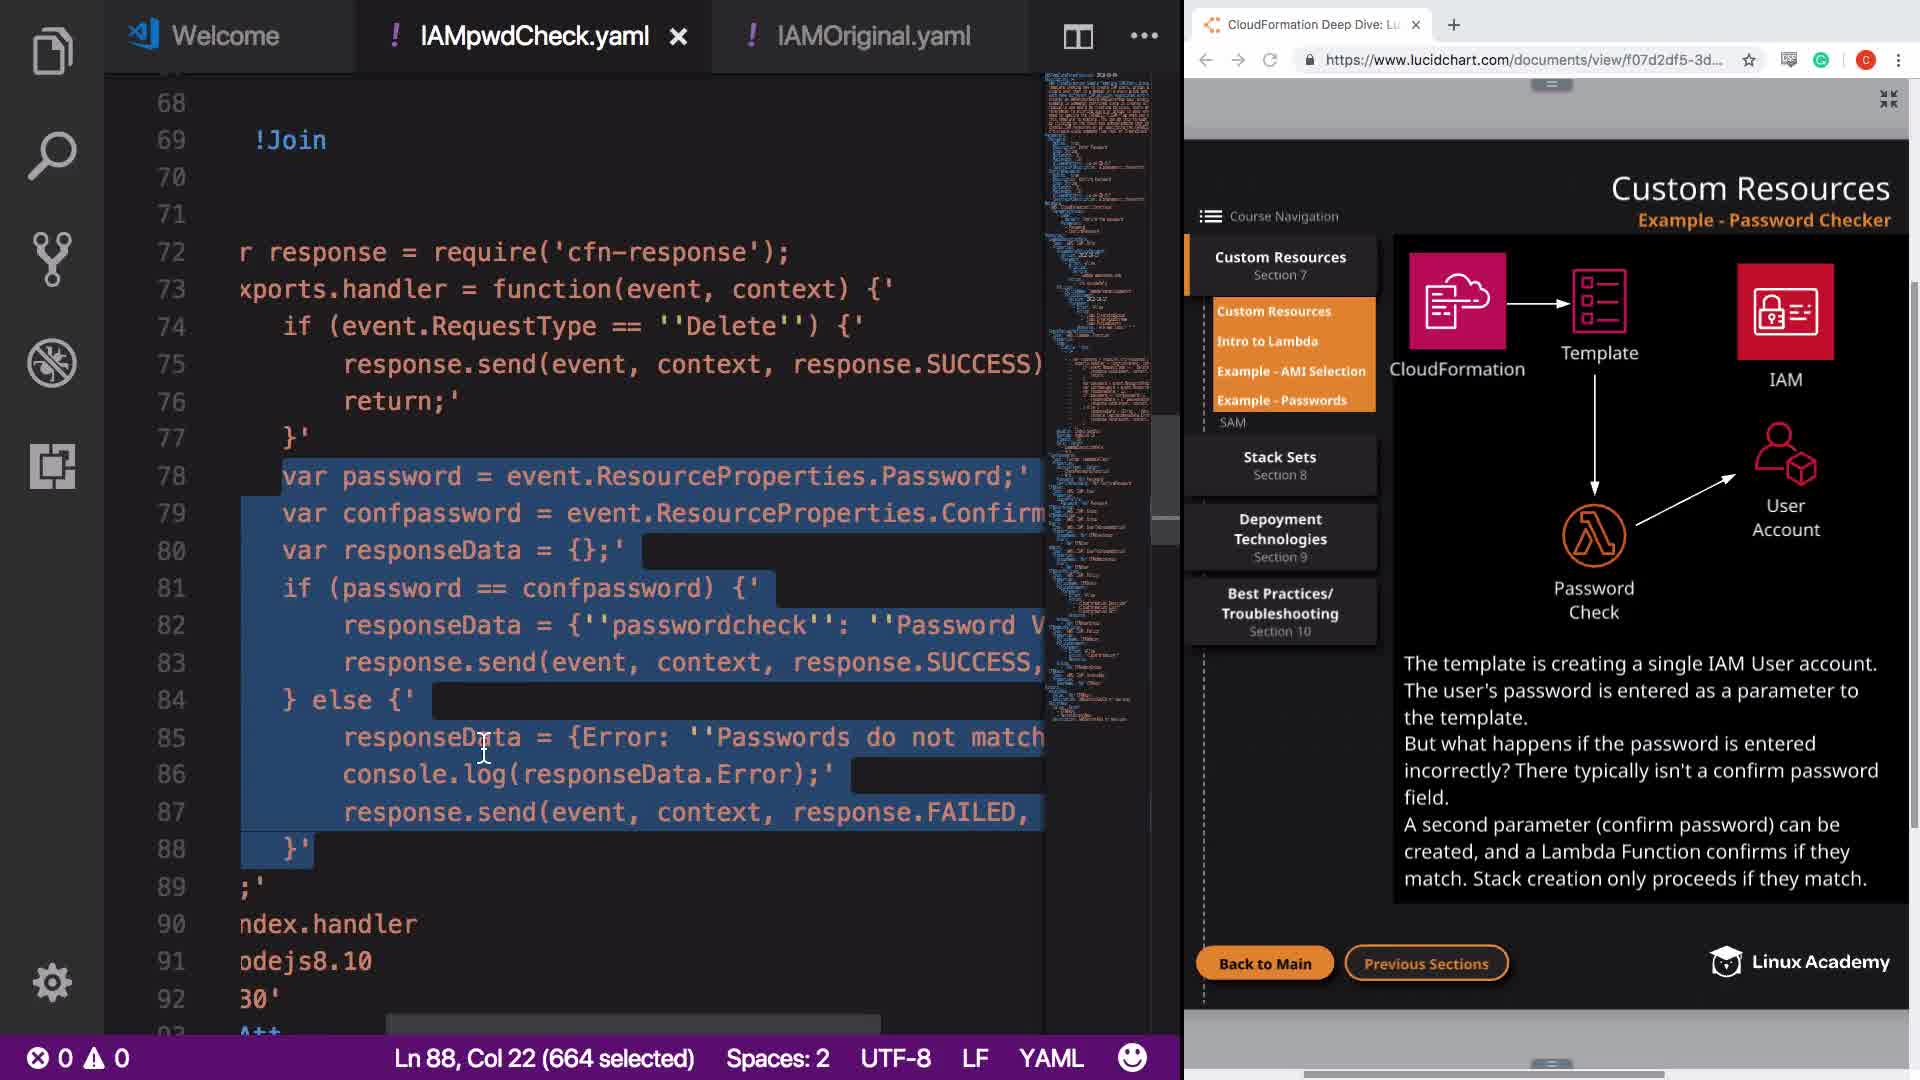 Welcome
! IAMpwdCheck.yaml ×
! IAMOriginal.yaml
68
69 !Join
70
71
72 r response = require('cfn-response');
73 xports.handler = function(event, context) {'
74 if (event.RequestType == ''Delete'') {'
75 response.send(event, context, response.SUCCESS)
76 return;'
77 }'
78 var password = event.ResourceProperties.Password;'
79 var confpassword = event.ResourceProperties.Confirm
80 var responseData = {};'
81 if (password == confpassword) {'
82 responseData = {''passwordcheck'': ''Password V
83 response.send(event, context, response.SUCCESS,
84 } else {'
85 responseData = {Error: ''Passwords do not match
86 console.log(responseData.Error);'
87 response.send(event, context, response.FAILED,
88 }'
89 ;'
90 ndex.handler
91 odejs8.10
92 30'
93 Att
0 0
Ln 88, Col 22 (664 selected) Spaces: 2 UTF-8 LF YAML
CloudFormation Deep Dive: Lu
https://www.lucidchart.com/documents/view/f07d2df5-3d...
C
Custom Resources
Example - Password Checker
Course Navigation
Custom Resources
Section 7
Custom Resources
Intro to Lambda
Example - AMI Selection
Example - Passwords
SAM
Stack Sets
Section 8
Depoyment
Technologies
Section 9
Best Practices/
Troubleshooting
Section 10
CloudFormation
Template
IAM
User
Account
Password
Check
The template is creating a single IAM User account.
The user's password is entered as a parameter to
the template.
But what happens if the password is entered
incorrectly? There typically isn't a confirm password
field.
A second parameter (confirm password) can be
created, and a Lambda Function confirms if they
match. Stack creation only proceeds if they match.
Back to Main
Previous Sections
Linux Academy